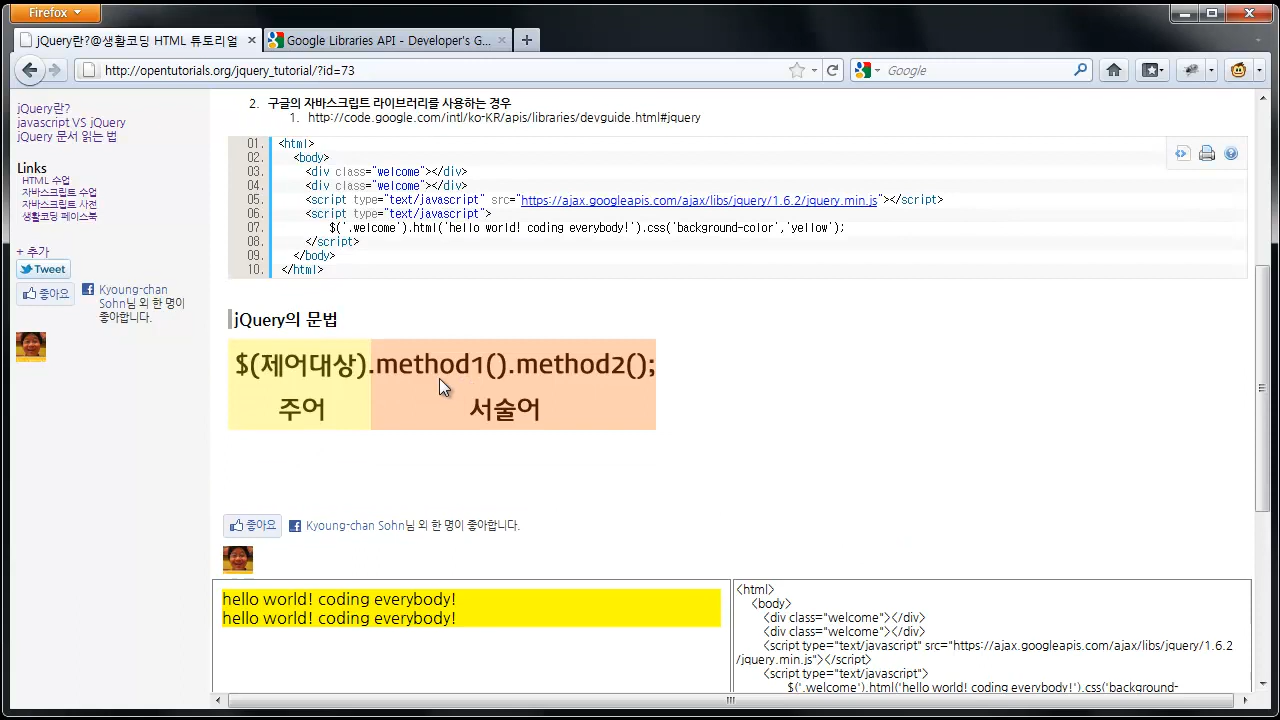 Firefox
jQuery란?@생활코딩 HTML 튜토리얼
Google Libraries API - Developer's G...
http://opentutorials.org/jquery_tutorial/?id=73
Google
jQuery란?
javascript VS jQuery
jQuery 문서 읽는 법
Links
HTML 수업
자바스크립트 수업
자바스크립트 사전
생활코딩 페이스북
+ 추가
Tweet
좋아요
Kyoung-chan
Sohn님 외 한 명이
좋아합니다.
2. 구글의 자바스크립트 라이브러리를 사용하는 경우
1. http://code.google.com/intl/ko-KR/apis/libraries/devguide.html#jquery
01. <html>
02. <body>
03. <div class="welcome"></div>
04. <div class="welcome"></div>
05. <script type="text/javascript" src="https://ajax.googleapis.com/ajax/libs/jquery/1.6.2/jquery.min.js"></script>
06. <script type="text/javascript">
07. $('.welcome').html('hello world! coding everybody!').css('background-color','yellow');
08. </script>
09. </body>
10. </html>
jQuery의 문법
$(제어대상).method1().method2();
주어 서술어
좋아요 Kyoung-chan Sohn님 외 한 명이 좋아합니다.
hello world! coding everybody!
hello world! coding everybody!
<html>
<body>
<div class="welcome"></div>
<div class="welcome"></div>
<script type="text/javascript" src="https://ajax.googleapis.com/ajax/libs/jquery/1.6.2
/jquery.min.js"></script>
<script type="text/javascript">
$('.welcome').html('hello world! coding everybody!').css('background-